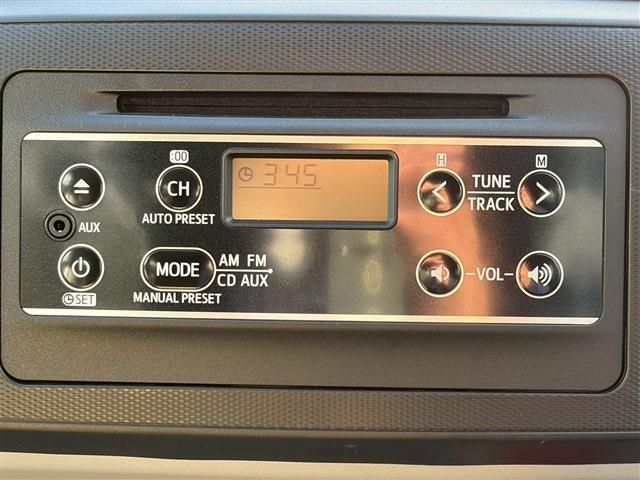 :00
H
M
3:45
CH
TUNE
TRACK
AUTO PRESET
AUX
MODE
AM FM
CD AUX
VOL
SET
MANUAL PRESET